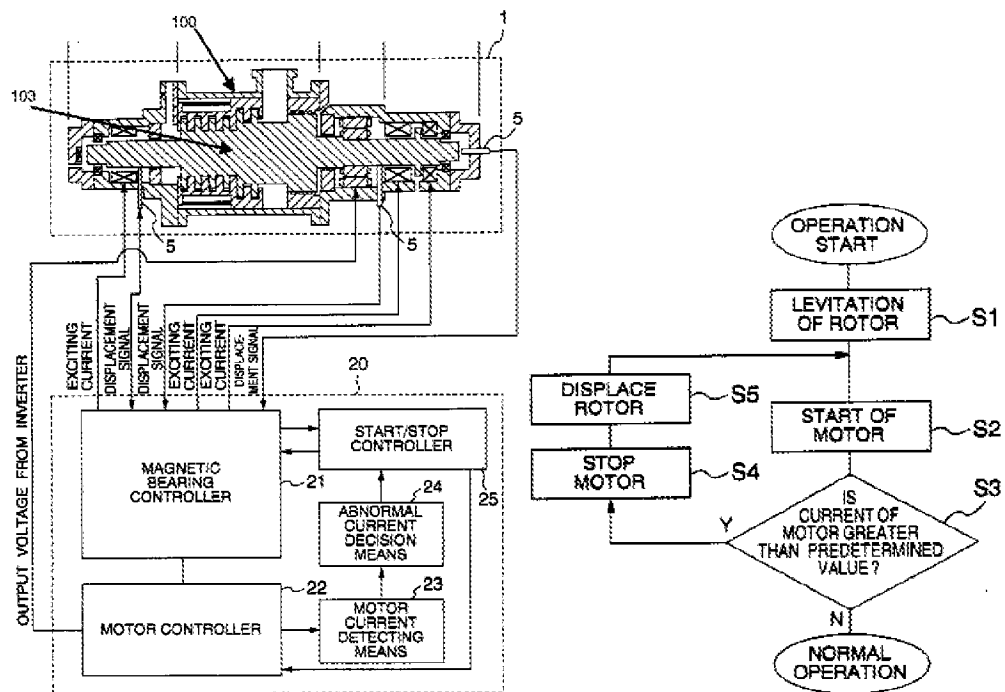 100
1
103
5
5
5
OUTPUT VOLTAGE FROM INVERTER
EXCITING
CURRENT
DISPLACEMENT
SIGNAL
DISPLACEMENT
SIGNAL
EXCITING
CURRENT
EXCITING
CURRENT
DISPLACE-
MENT SIGNAL
20
MAGNETIC
BEARING
CONTROLLER
21
START/STOP
CONTROLLER
25
24
ABNORMAL
CURRENT
DECISION
MEANS
22
MOTOR CONTROLLER
23
MOTOR
CURRENT
DETECTING
MEANS
OPERATION
START
LEVITATION
OF ROTOR
S1
DISPLACE
ROTOR
S5
START OF
MOTOR
S2
STOP
MOTOR
S4
S3
IS
CURRENT OF
MOTOR GREATER
THAN PREDETERMINED
VALUE?
Y
N
NORMAL
OPERATION